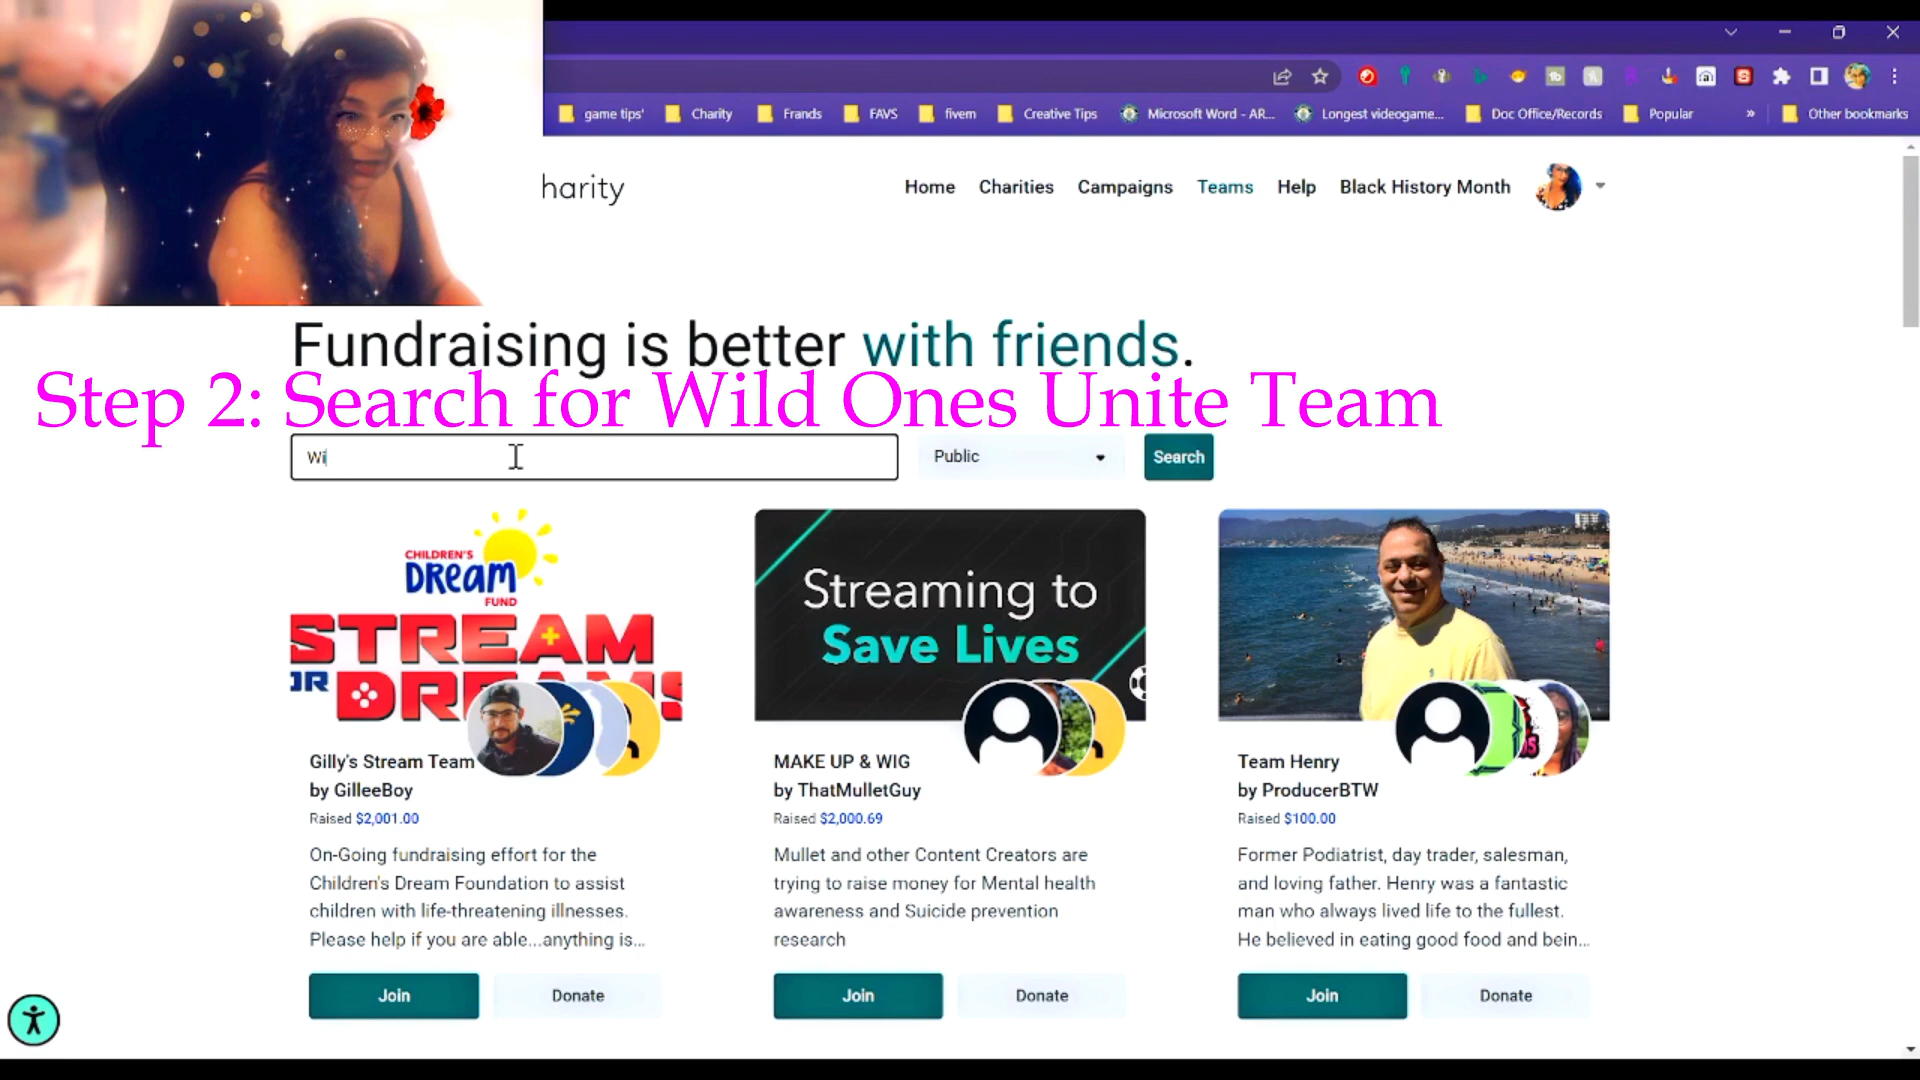 game tips'
Charity
Frands
FAVS
fivem
Creative Tips
Microsoft Word - AR...
Longest videogame...
Doc Office/Records
Popular
»
Other bookmarks
harity
Home
Charities
Campaigns
Teams
Help
Black History Month
Fundraising is better with friends.
Step 2: Search for Wild Ones Unite Team
Wi
Public
Search
CHILDREN'S
DREAM
FUND
STREAM
OR DREAMS
Streaming to
Save Lives
Gilly's Stream Team
by GilleeBoy
Raised $2,001.00
On-Going fundraising effort for the
Children's Dream Foundation to assist
children with life-threatening illnesses.
Please help if you are able...anything is...
Join
Donate
MAKE UP & WIG
by ThatMulletGuy
Raised $2,000.69
Mullet and other Content Creators are
trying to raise money for Mental health
awareness and Suicide prevention
research
Join
Donate
Team Henry
by ProducerBTW
Raised $100.00
Former Podiatrist, day trader, salesman,
and loving father. Henry was a fantastic
man who always lived life to the fullest.
He believed in eating good food and bein...
Join
Donate